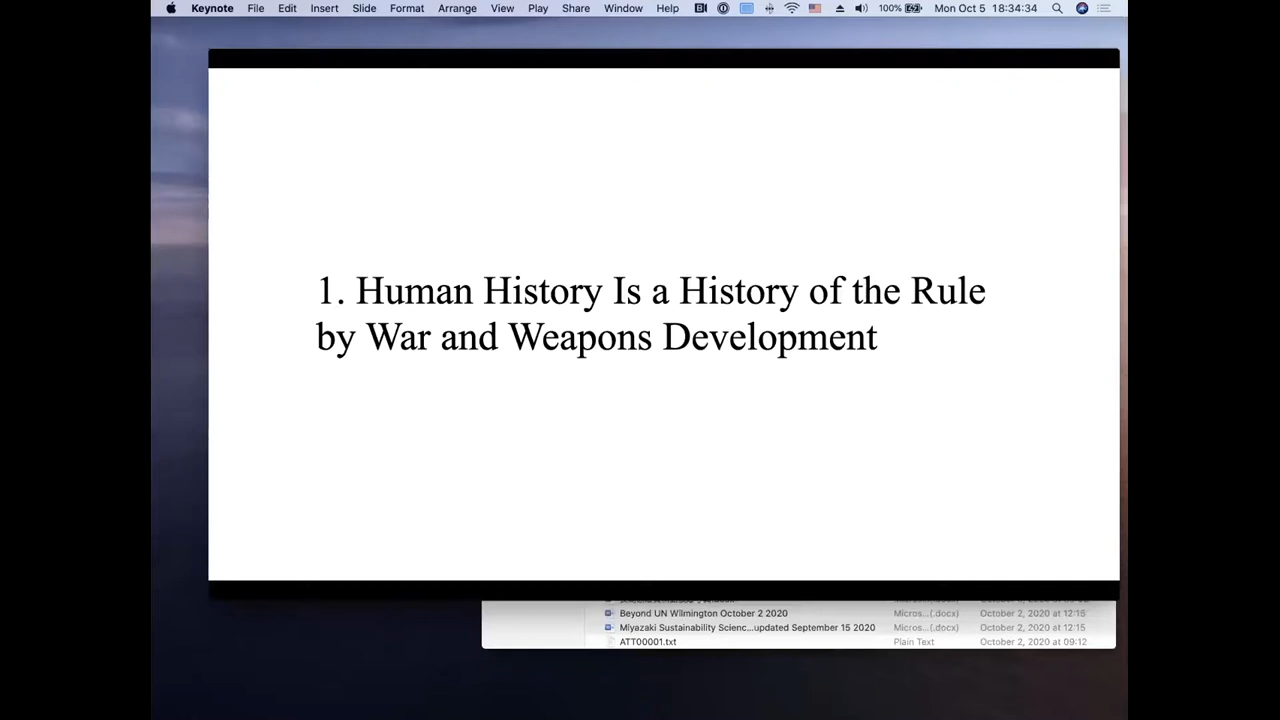 Keynote File Edit Insert Slide Format Arrange View Play Share Window Help 100% Mon Oct 5 18:34:34
1. Human History Is a History of the Rule
by War and Weapons Development
Beyond UN Wilmington October 2 2020 Micros...(.docx) October 2, 2020 at 12:15
Miyazaki Sustainability Scienc...updated September 15 2020 Micros...(.docx) October 2, 2020 at 12:15
ATT00001.txt Plain Text October 2, 2020 at 09:12